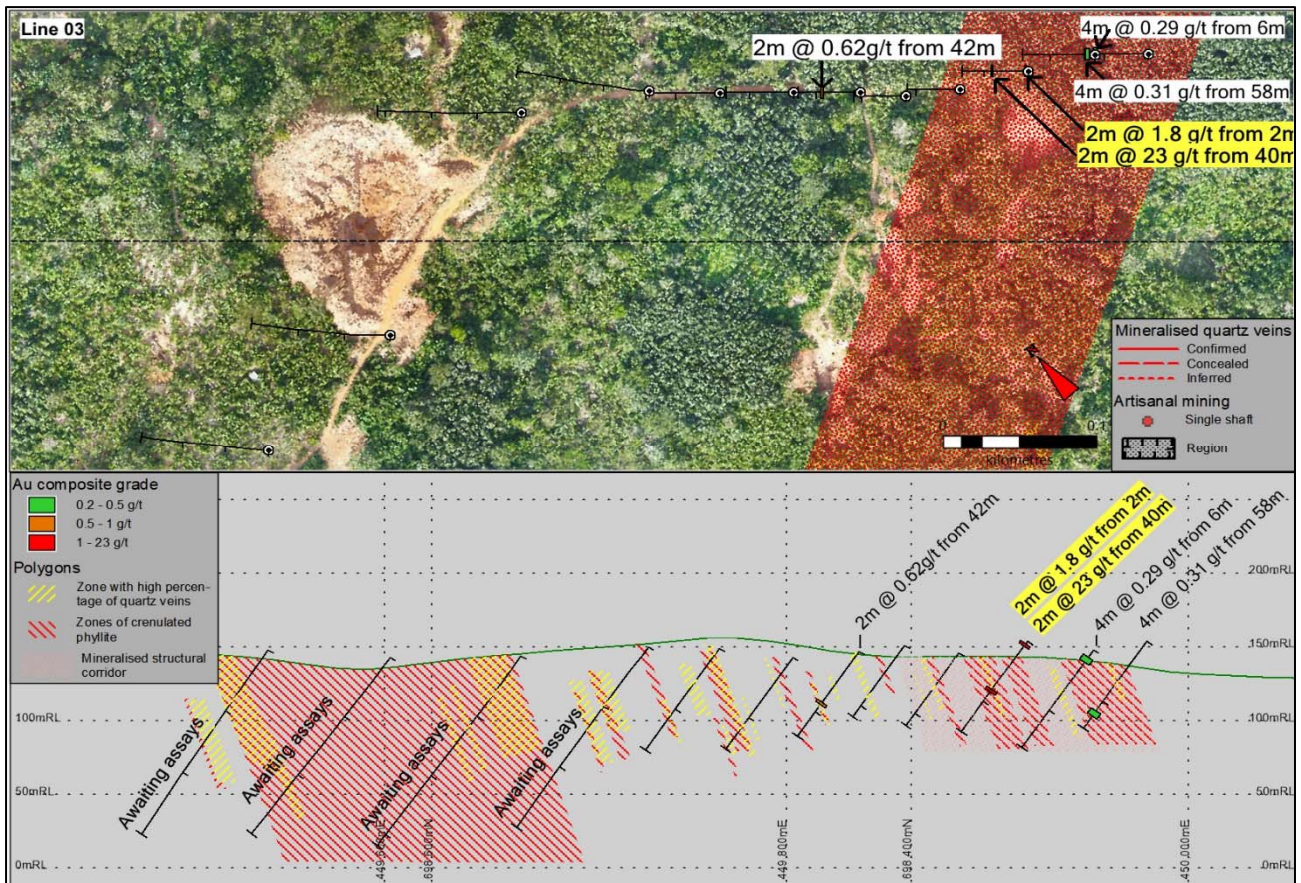 Line 03
2m @ 0.62g/t from 42m
4m @ 0.29 g/t from 6m
4m @ 0.31 g/t from 58m
2m @ 1.8 g/t from 2m
2m @ 23 g/t from 40m
Mineralised quartz veins
Confirmed
Concealed
Inferred
Artisanal mining
Single shaft
Region
0
0.1
kilometres
Au composite grade
0.2 - 0.5 g/t
0.5 - 1 g/t
1 - 23 g/t
Polygons
Zone with high percen-
tage of quartz veins
Zones of crenulated
phyllite
Mineralised structural
corridor
2m @ 0.62g/t from 42m
2m @ 1.8 g/t from 2m
2m @ 23 g/t from 40m
4m @ 0.29 g/t from 6m
4m @ 0.31 g/t from 58m
200mRL
150mRL
100mRL
100mRL
50mRL
50mRL
0mRL
0mRL
Awaiting assays
Awaiting assays
Awaiting assays
Awaiting assays
449,800mE
698,400mN
450,000mE